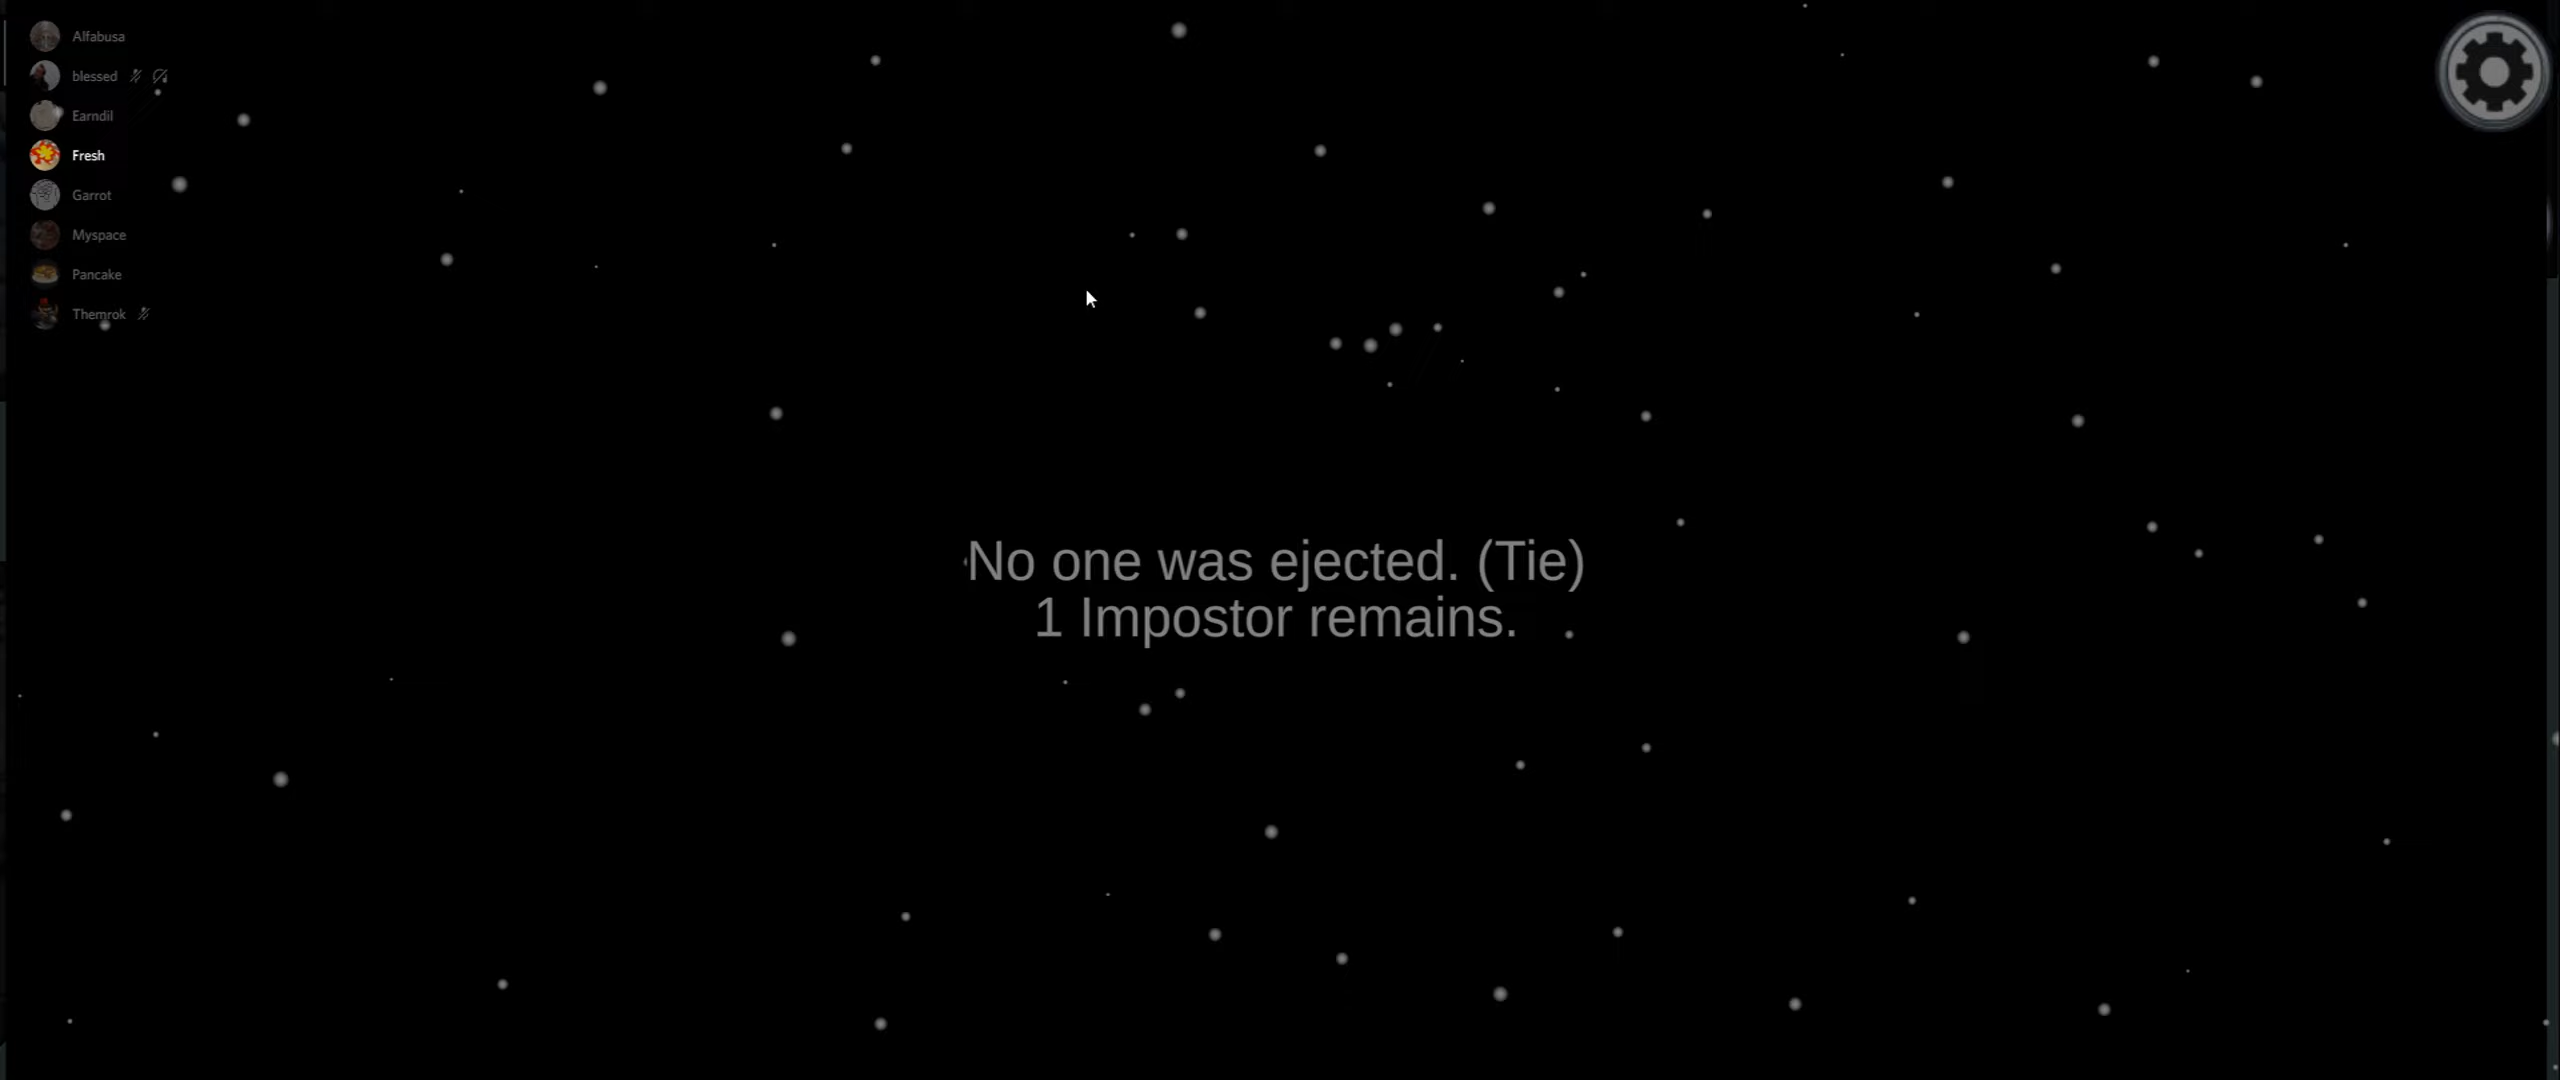 Alfabusa
blessed
Earndil
Fresh
Garrot
Myspace
Pancake
Themrok
No one was ejected. (Tie)
1 Impostor remains.